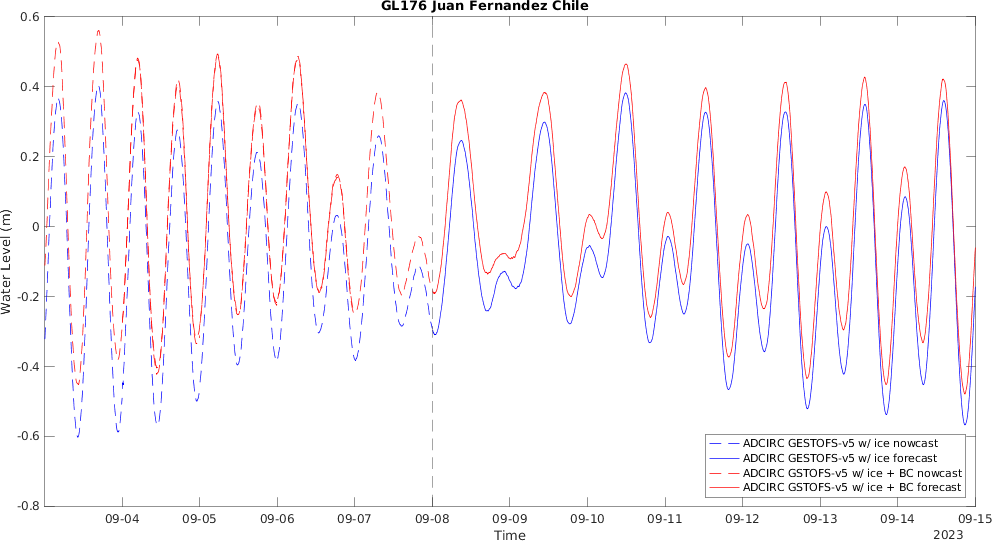 GL176 Juan Fernandez Chile
0.6
0.4
0.2
0
-0.2
-0.4
-0.6
-0.8
Water Level (m)
ADCIRC GESTOFS-v5 w/ ice nowcast
ADCIRC GESTOFS-v5 w/ ice forecast
ADCIRC GSTOFS-v5 w/ ice + BC nowcast
ADCIRC GSTOFS-v5 w/ ice + BC forecast
09-04 09-05 09-06 09-07 09-08 09-09 09-10 09-11 09-12 09-13 09-14 09-15
Time
2023